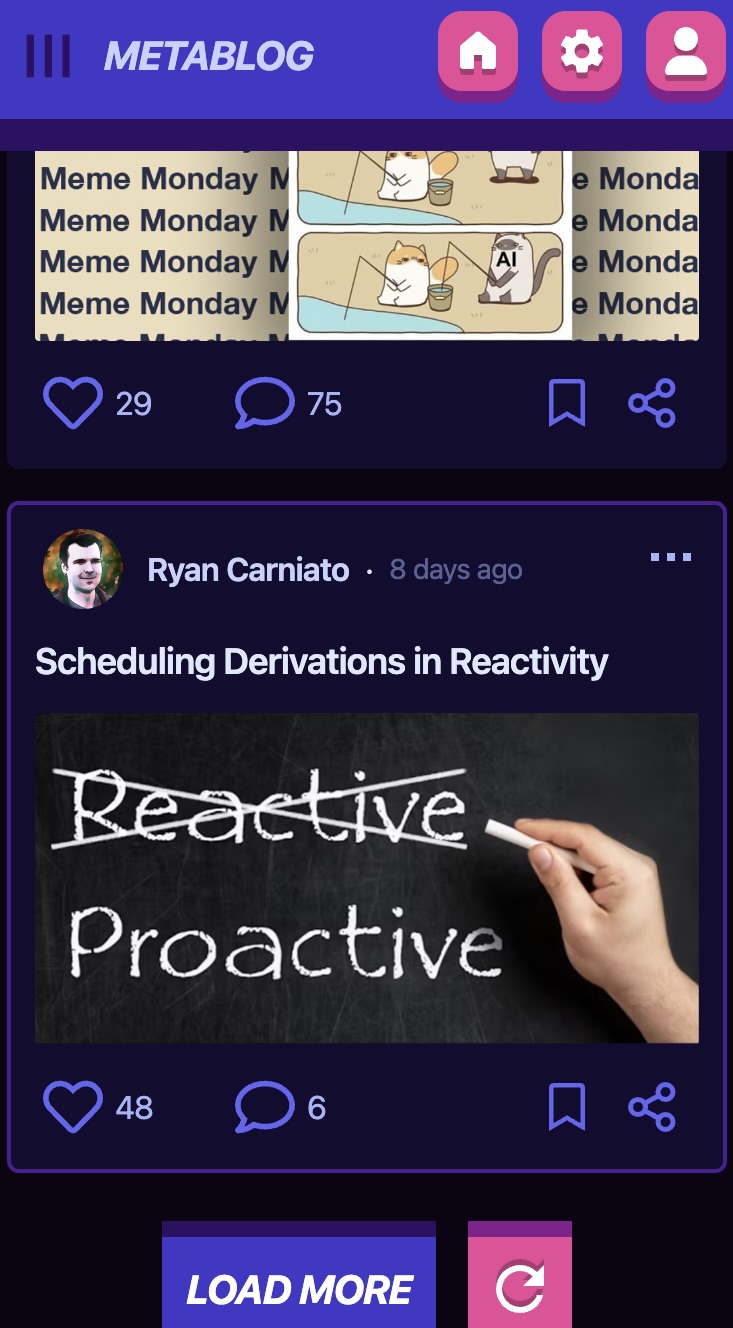 METABLOG
Meme Monday M e Monda
Meme Monday M e Monda
Meme Monday M AI e Monda
Meme Monday M e Monda
29 75
Ryan Carniato · 8 days ago
Scheduling Derivations in Reactivity
Reactive
Proactive
48 6
LOAD MORE